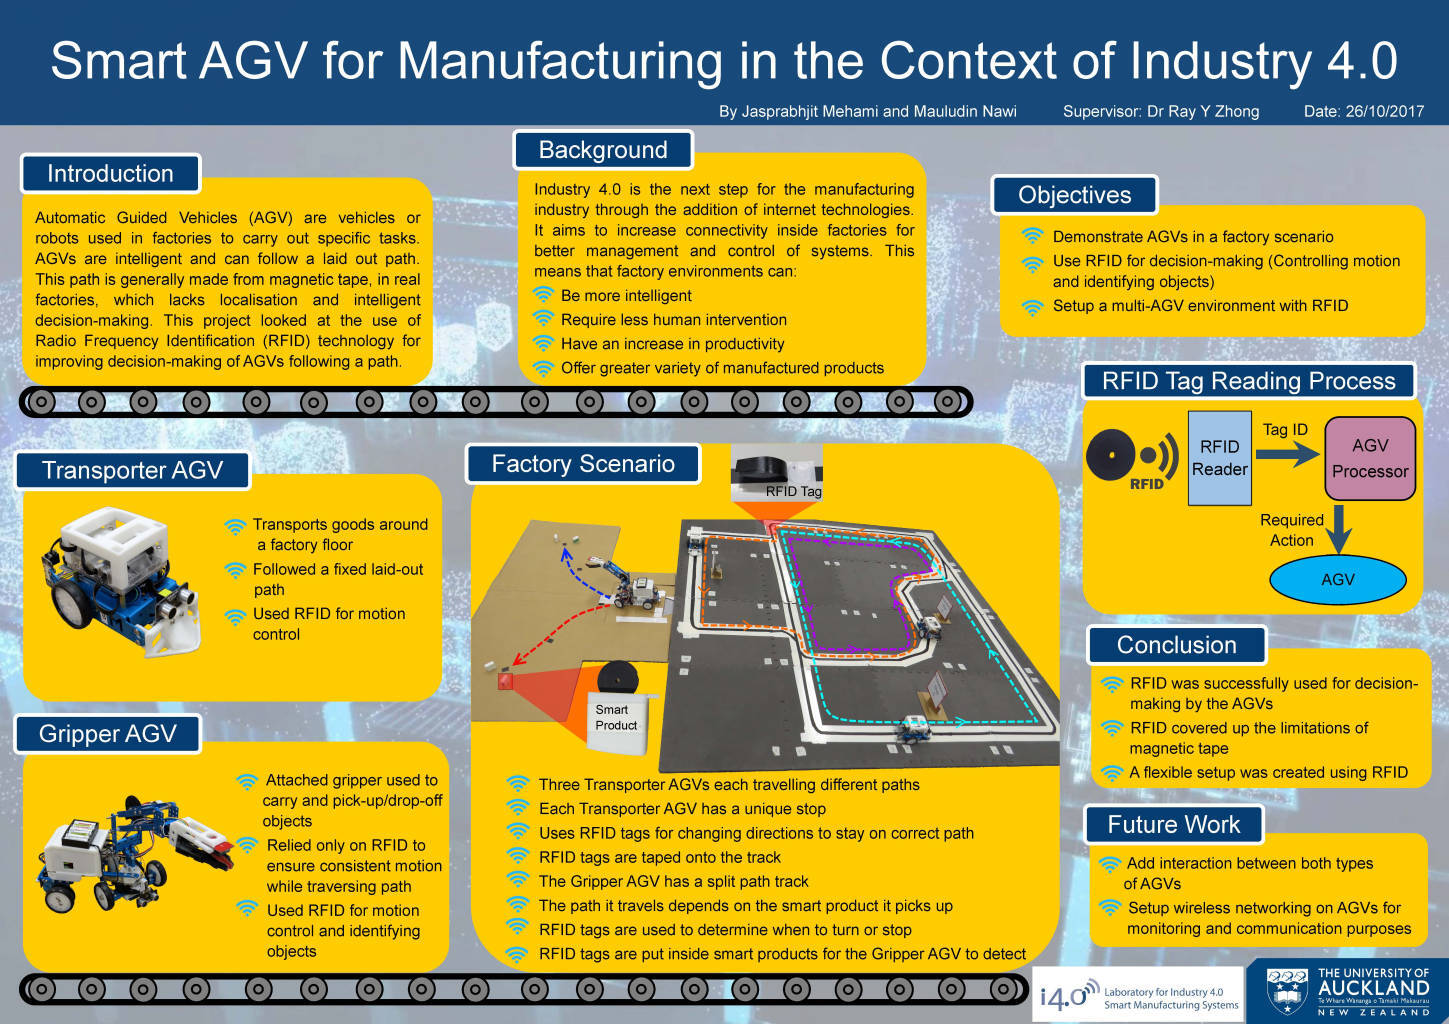 Smart AGV for Manufacturing in the Context of Industry 4.0
By Jasprabhjit Mehami and Mauludin Nawi Supervisor: Dr Ray Y Zhong Date: 26/10/2017
Introduction
Automatic Guided Vehicles (AGV) are vehicles or
robots used in factories to carry out specific tasks.
AGVs are intelligent and can follow a laid out path.
This path is generally made from magnetic tape, in real
factories, which lacks localisation and intelligent
decision-making. This project looked at the use of
Radio Frequency Identification (RFID) technology for
improving decision-making of AGVs following a path.
Background
Industry 4.0 is the next step for the manufacturing
industry through the addition of internet technologies.
It aims to increase connectivity inside factories for
better management and control of systems. This
means that factory environments can:
Be more intelligent
Require less human intervention
Have an increase in productivity
Offer greater variety of manufactured products
Objectives
Demonstrate AGVs in a factory scenario
Use RFID for decision-making (Controlling motion
and identifying objects)
Setup a multi-AGV environment with RFID
RFID Tag Reading Process
RFID
RFID
Reader
Tag ID
AGV
Processor
Required
Action
AGV
Transporter AGV
Transports goods around
a factory floor
Followed a fixed laid-out
path
Used RFID for motion
control
Gripper AGV
Attached gripper used to
carry and pick-up/drop-off
objects
Relied only on RFID to
ensure consistent motion
while traversing path
Used RFID for motion
control and identifying
objects
Factory Scenario
RFID Tag
Smart
Product
Three Transporter AGVs each travelling different paths
Each Transporter AGV has a unique stop
Uses RFID tags for changing directions to stay on correct path
RFID tags are taped onto the track
The Gripper AGV has a split path track
The path it travels depends on the smart product it picks up
RFID tags are used to determine when to turn or stop
RFID tags are put inside smart products for the Gripper AGV to detect
Conclusion
RFID was successfully used for decision-
making by the AGVs
RFID covered up the limitations of
magnetic tape
A flexible setup was created using RFID
Future Work
Add interaction between both types
of AGVs
Setup wireless networking on AGVs for
monitoring and communication purposes
i4.0
Laboratory for Industry 4.0
Smart Manufacturing Systems
THE UNIVERSITY OF
AUCKLAND
Te Whare Wānanga o Tāmaki Makaurau
NEW ZEALAND